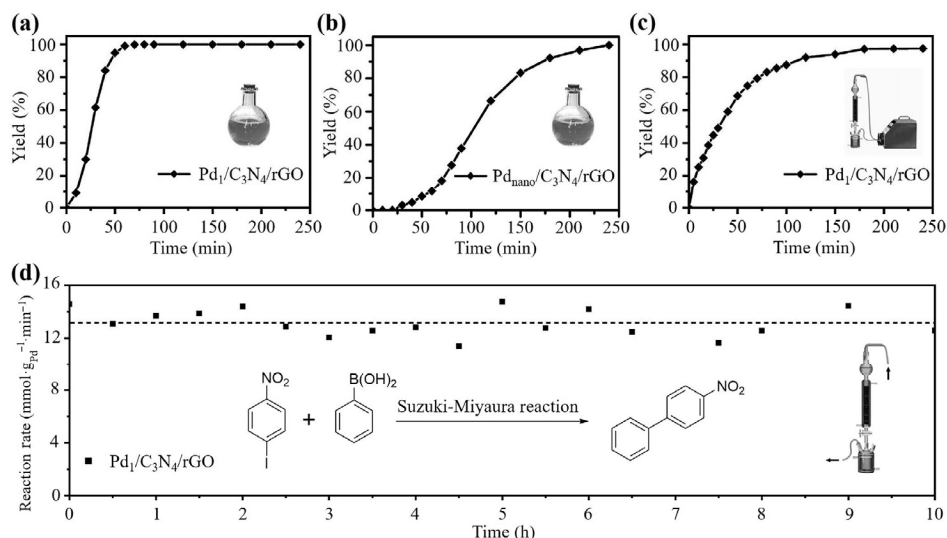 (a)
100
80
60
40
20
0
Yield (%)
Pd₁/C₃N₄/rGO
0 50 100 150 200 250
Time (min)
(b)
100
80
60
40
20
0
Yield (%)
Pdnano/C₃N₄/rGO
0 50 100 150 200 250
Time (min)
(c)
100
80
60
40
20
0
Yield (%)
Pd₁/C₃N₄/rGO
0 50 100 150 200 250
Time (min)
(d)
16
12
8
4
0
Reaction rate (mmol·gPd⁻¹·min⁻¹)
NO₂
I
+
B(OH)₂
Suzuki-Miyaura reaction
NO₂
Pd₁/C₃N₄/rGO
0 1 2 3 4 5 6 7 8 9 10
Time (h)